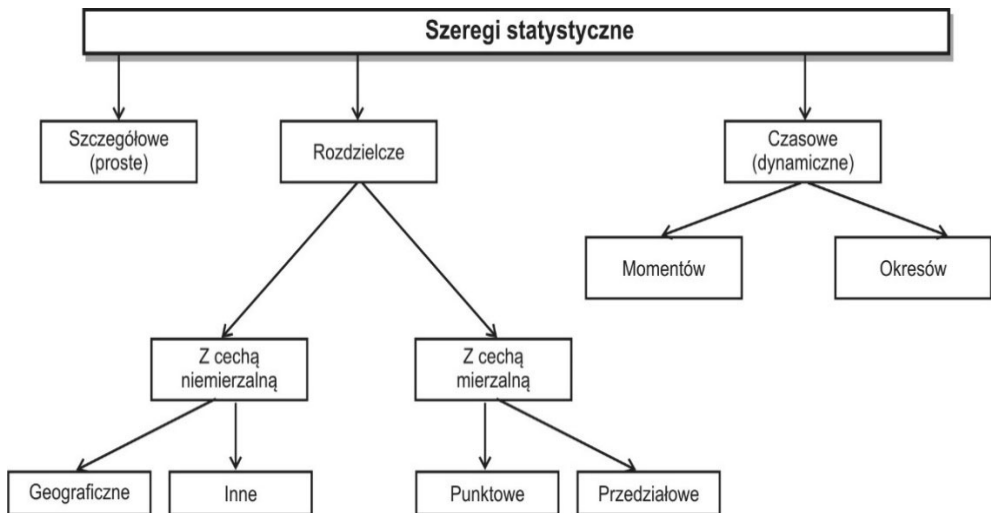 Szeregi statystyczne
Szczegółowe
(proste)
Rozdzielcze
Czasowe
(dynamiczne)
Momentów
Okresów
Z cechą
niemierzalną
Z cechą
mierzalną
Geograficzne
Inne
Punktowe
Przedziałowe